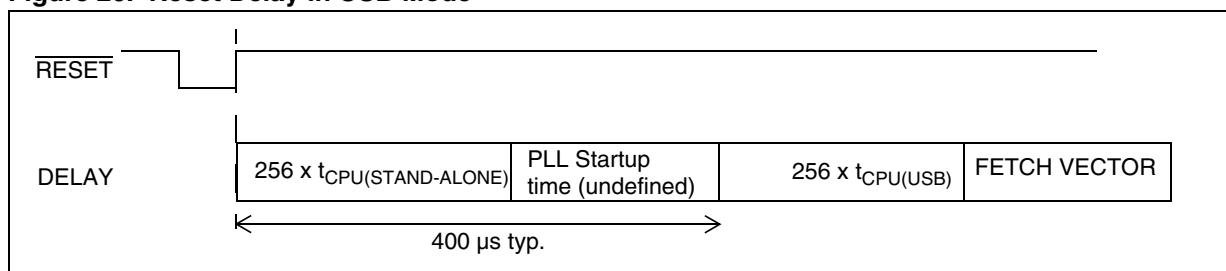 Figure 20. Reset Delay in USB Mode
RESET
DELAY
256 x tCPU(STAND-ALONE)
PLL Startup
time (undefined)
256 x tCPU(USB)
FETCH VECTOR
400 µs typ.